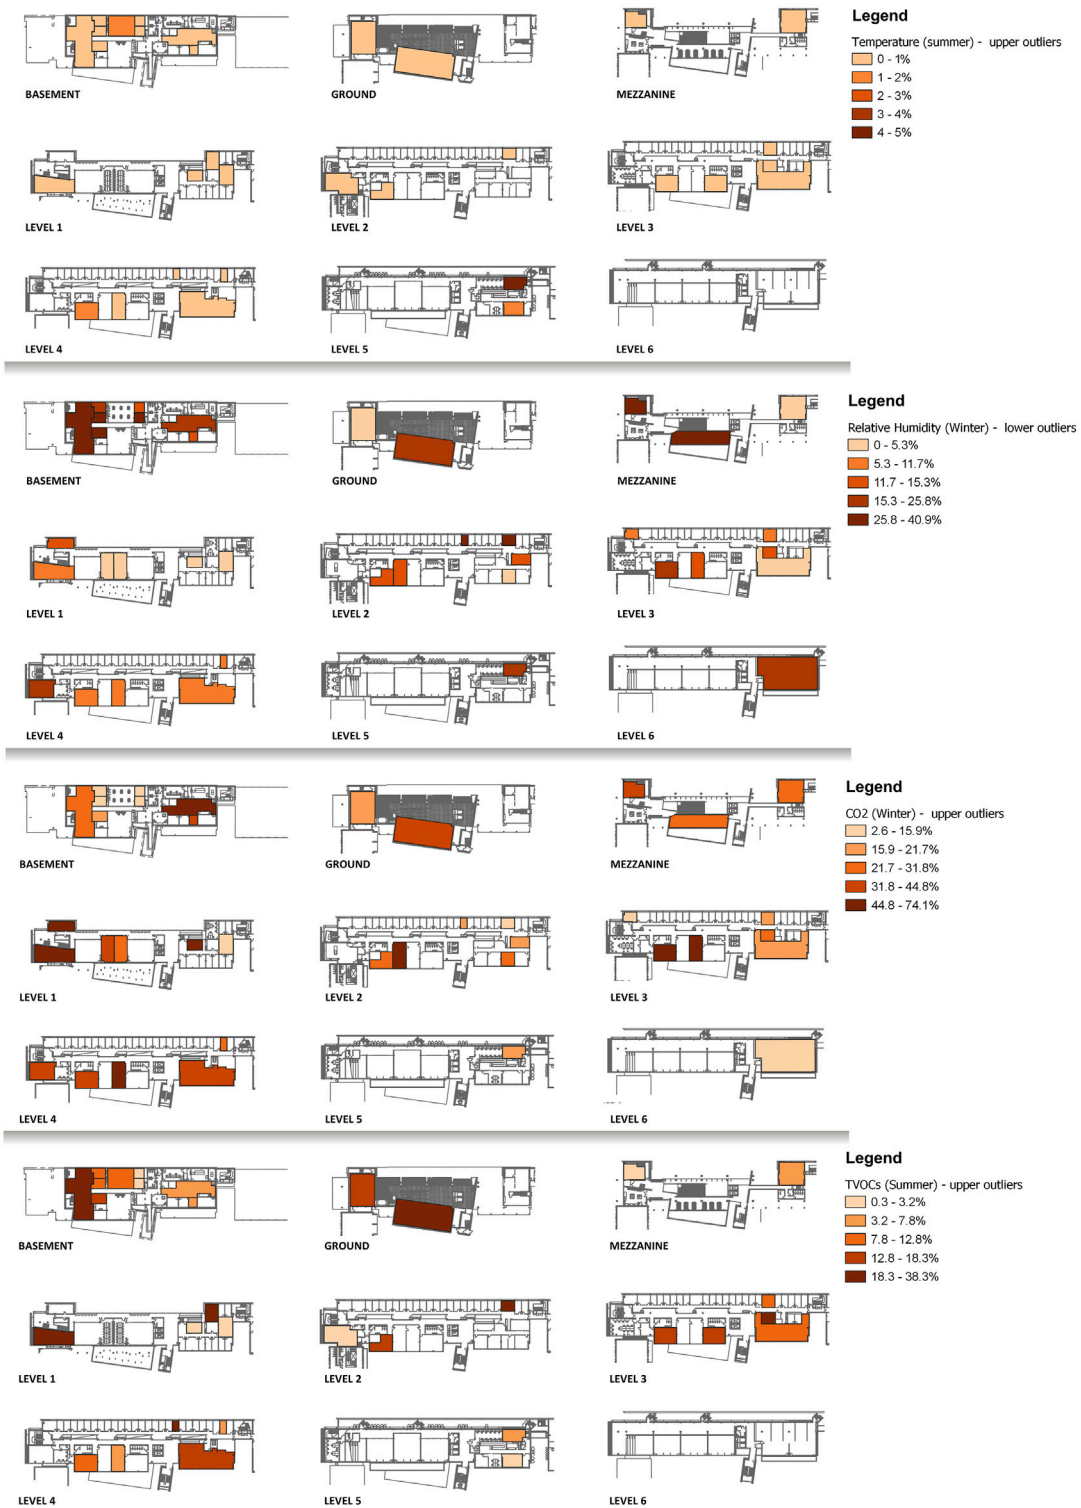 Legend
Temperature (summer) - upper outliers
0 - 1%
1 - 2%
2 - 3%
3 - 4%
4 - 5%
BASEMENT
GROUND
MEZZANINE
LEVEL 1
LEVEL 2
LEVEL 3
LEVEL 4
LEVEL 5
LEVEL 6
Legend
Relative Humidity (Winter) - lower outliers
0 - 5.3%
5.3 - 11.7%
11.7 - 15.3%
15.3 - 25.8%
25.8 - 40.9%
BASEMENT
GROUND
MEZZANINE
LEVEL 1
LEVEL 2
LEVEL 3
LEVEL 4
LEVEL 5
LEVEL 6
Legend
CO2 (Winter) - upper outliers
2.6 - 15.9%
15.9 - 21.7%
21.7 - 31.8%
31.8 - 44.8%
44.8 - 74.1%
BASEMENT
GROUND
MEZZANINE
LEVEL 1
LEVEL 2
LEVEL 3
LEVEL 4
LEVEL 5
LEVEL 6
Legend
TVOCs (Summer) - upper outliers
0.3 - 3.2%
3.2 - 7.8%
7.8 - 12.8%
12.8 - 18.3%
18.3 - 38.3%
BASEMENT
GROUND
MEZZANINE
LEVEL 1
LEVEL 2
LEVEL 3
LEVEL 4
LEVEL 5
LEVEL 6